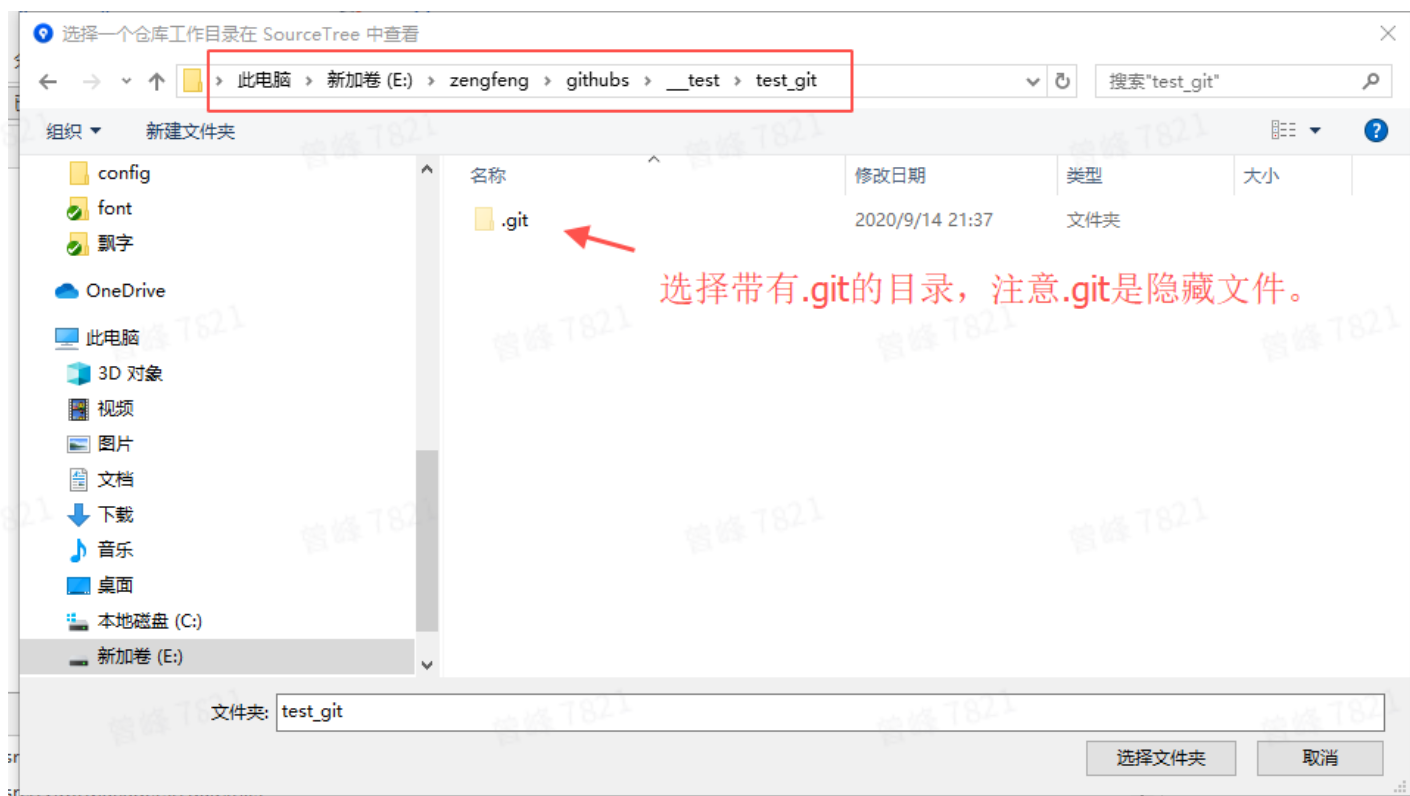 选择一个仓库工作目录在 SourceTree 中查看
此电脑 > 新加卷 (E:) > zengfeng > githubs > __test > test_git
搜索"test_git"
组织 新建文件夹
名称 修改日期 类型 大小
config
font
飘字
OneDrive
此电脑
3D 对象
视频
图片
文档
下载
音乐
桌面
本地磁盘 (C:)
新加卷 (E:)
.git 2020/9/14 21:37 文件夹
选择带有.git的目录，注意.git是隐藏文件。
文件夹: test_git
选择文件夹 取消
曾峰 7821